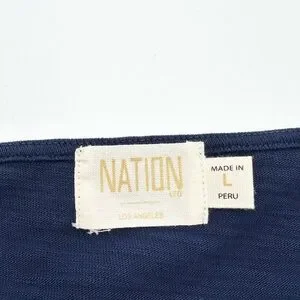 NATION
LTD
LOS ANGELES
MADE IN
L
PERU